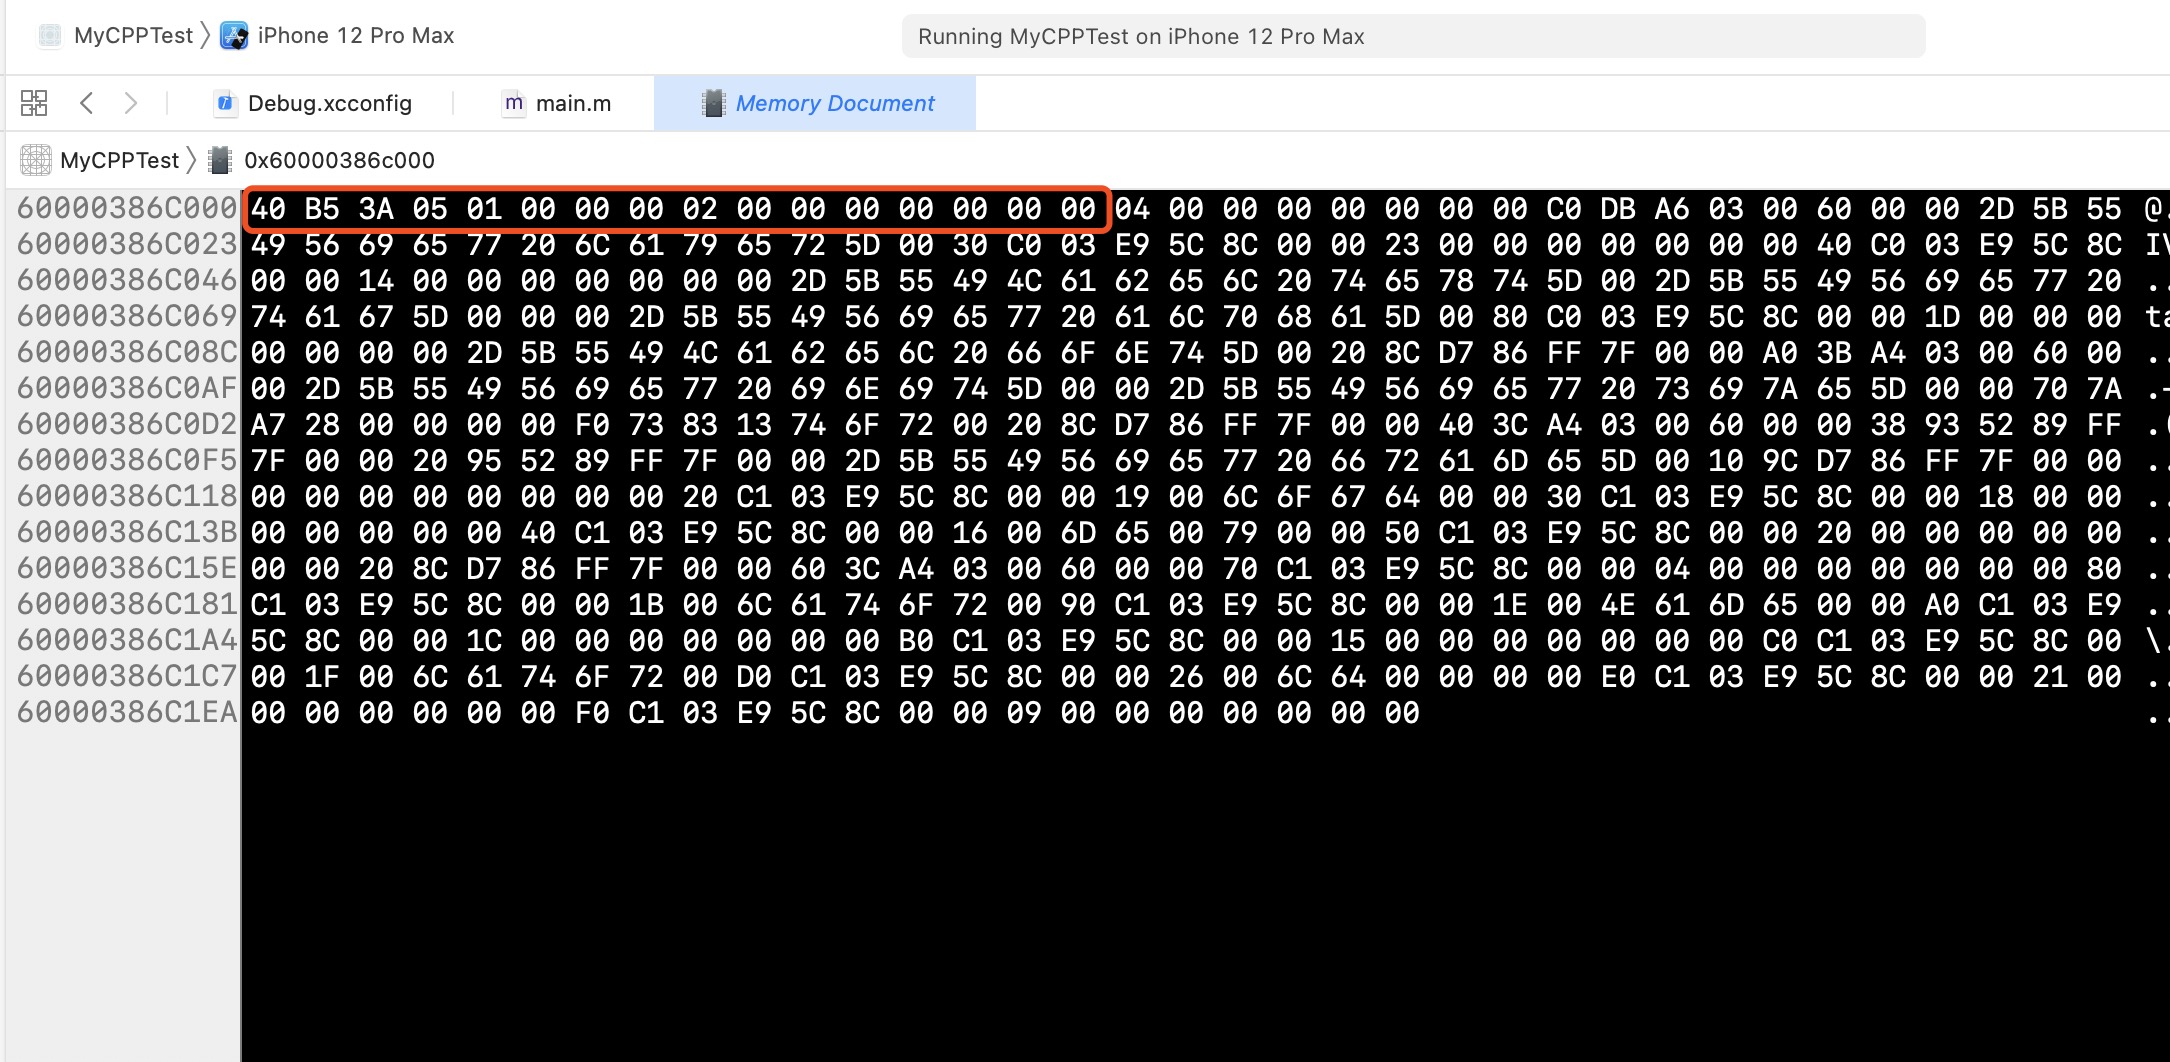 MyCPPTest 〉 iPhone 12 Pro Max
Running MyCPPTest on iPhone 12 Pro Max
Debug.xcconfig
main.m
Memory Document
MyCPPTest 〉 0x60000386c000
60000386C000 40 B5 3A 05 01 00 00 00 02 00 00 00 00 00 00 00 04 00 00 00 00 00 00 00 C0 DB A6 03 00 60 00 00 2D 5B 55 @.
60000386C023 49 56 69 65 77 20 6C 61 79 65 72 5D 00 30 C0 03 E9 5C 8C 00 00 23 00 00 00 00 00 00 00 40 C0 03 E9 5C 8C IV
60000386C046 00 00 14 00 00 00 00 00 00 00 2D 5B 55 49 4C 61 62 65 6C 20 74 65 78 74 5D 00 2D 5B 55 49 56 69 65 77 20 ..
60000386C069 74 61 67 5D 00 00 00 2D 5B 55 49 56 69 65 77 20 61 6C 70 68 61 5D 00 80 C0 03 E9 5C 8C 00 00 1D 00 00 00 ta
60000386C08C 00 00 00 00 2D 5B 55 49 4C 61 62 65 6C 20 66 6F 6E 74 5D 00 20 8C D7 86 FF 7F 00 00 A0 3B A4 03 00 60 00 ..
60000386C0AF 00 2D 5B 55 49 56 69 65 77 20 69 6E 69 74 5D 00 00 2D 5B 55 49 56 69 65 77 20 73 69 7A 65 5D 00 00 70 7A .-
60000386C0D2 A7 28 00 00 00 00 F0 73 83 13 74 6F 72 00 20 8C D7 86 FF 7F 00 00 40 3C A4 03 00 60 00 00 38 93 52 89 FF .(
60000386C0F5 7F 00 00 20 95 52 89 FF 7F 00 00 2D 5B 55 49 56 69 65 77 20 66 72 61 6D 65 5D 00 10 9C D7 86 FF 7F 00 00 ..
60000386C118 00 00 00 00 00 00 00 00 20 C1 03 E9 5C 8C 00 00 19 00 6C 6F 67 64 00 00 30 C1 03 E9 5C 8C 00 00 18 00 00 ..
60000386C13B 00 00 00 00 00 40 C1 03 E9 5C 8C 00 00 16 00 6D 65 00 79 00 00 50 C1 03 E9 5C 8C 00 00 20 00 00 00 00 00 ..
60000386C15E 00 00 20 8C D7 86 FF 7F 00 00 60 3C A4 03 00 60 00 00 70 C1 03 E9 5C 8C 00 00 04 00 00 00 00 00 00 00 80 ..
60000386C181 C1 03 E9 5C 8C 00 00 1B 00 6C 61 74 6F 72 00 90 C1 03 E9 5C 8C 00 00 1E 00 4E 61 6D 65 00 00 A0 C1 03 E9 ..
60000386C1A4 5C 8C 00 00 1C 00 00 00 00 00 00 00 B0 C1 03 E9 5C 8C 00 00 15 00 00 00 00 00 00 00 C0 C1 03 E9 5C 8C 00 \.
60000386C1C7 00 1F 00 6C 61 74 6F 72 00 D0 C1 03 E9 5C 8C 00 00 26 00 6C 64 00 00 00 00 E0 C1 03 E9 5C 8C 00 00 21 00 ..
60000386C1EA 00 00 00 00 00 00 F0 C1 03 E9 5C 8C 00 00 09 00 00 00 00 00 00 00 ..